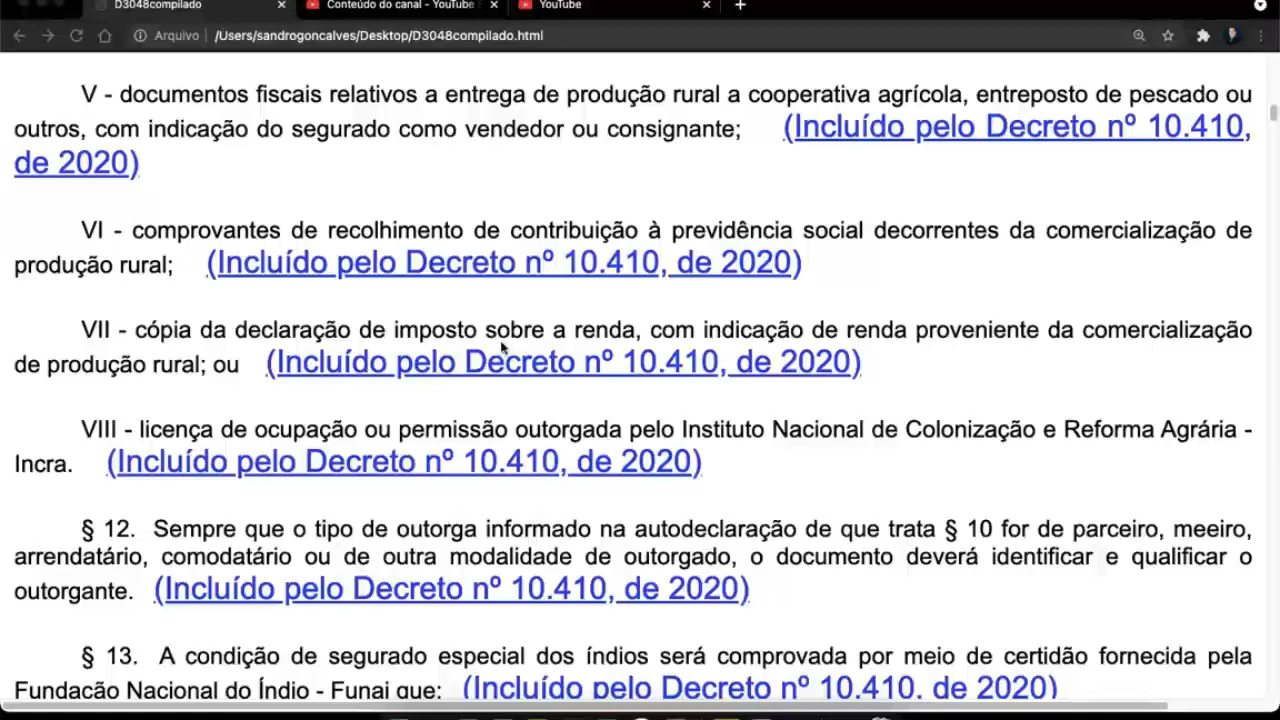 D3048compilado
Conteúdo do canal - YouTube
YouTube
Arquivo | /Users/sandrogoncalves/Desktop/D3048compilado.html
V - documentos fiscais relativos a entrega de produção rural a cooperativa agrícola, entreposto de pescado ou
outros, com indicação do segurado como vendedor ou consignante; (Incluído pelo Decreto nº 10.410,
de 2020)
VI - comprovantes de recolhimento de contribuição à previdência social decorrentes da comercialização de
produção rural; (Incluído pelo Decreto nº 10.410, de 2020)
VII - cópia da declaração de imposto sobre a renda, com indicação de renda proveniente da comercialização
de produção rural; ou (Incluído pelo Decreto nº 10.410, de 2020)
VIII - licença de ocupação ou permissão outorgada pelo Instituto Nacional de Colonização e Reforma Agrária -
Incra. (Incluído pelo Decreto nº 10.410, de 2020)
§ 12. Sempre que o tipo de outorga informado na autodeclaração de que trata § 10 for de parceiro, meeiro,
arrendatário, comodatário ou de outra modalidade de outorgado, o documento deverá identificar e qualificar o
outorgante. (Incluído pelo Decreto nº 10.410, de 2020)
§ 13. A condição de segurado especial dos índios será comprovada por meio de certidão fornecida pela
Fundação Nacional do Índio - Funai que: (Incluído pelo Decreto nº 10.410, de 2020)